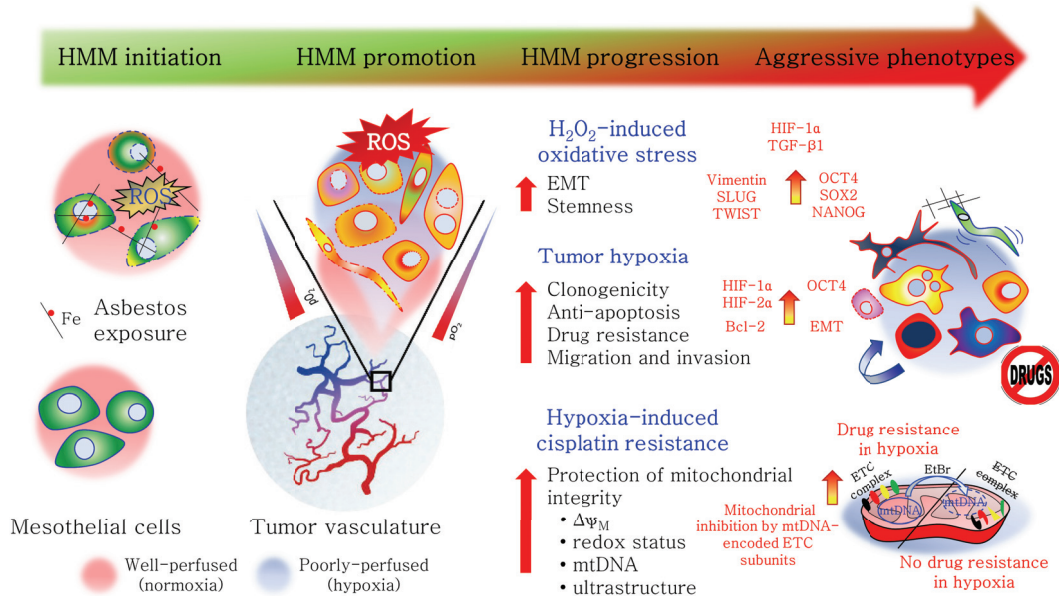 HMM initiation
HMM promotion
HMM progression
Aggressive phenotypes
ROS
Fe
Asbestos
exposure
Mesothelial cells
ROS
pO₂
pO₂
Tumor vasculature
Well-perfused
(normoxia)
Poorly-perfused
(hypoxia)
H₂O₂-induced
oxidative stress
EMT
Stemness
HIF-1α
TGF-β1
Vimentin
SLUG
TWIST
OCT4
SOX2
NANOG
Tumor hypoxia
Clonogenicity
Anti-apoptosis
Drug resistance
Migration and invasion
HIF-1α
HIF-2α
Bcl-2
OCT4
EMT
DRUGS
Hypoxia-induced
cisplatin resistance
Protection of mitochondrial
integrity
• ΔΨM
• redox status
• mtDNA
• ultrastructure
Drug resistance
in hypoxia
Mitochondrial
inhibition by mtDNA-
encoded ETC
subunits
ETC
complex
EtBr
ETC
complex
mtDNA
mtDNA
No drug resistance
in hypoxia